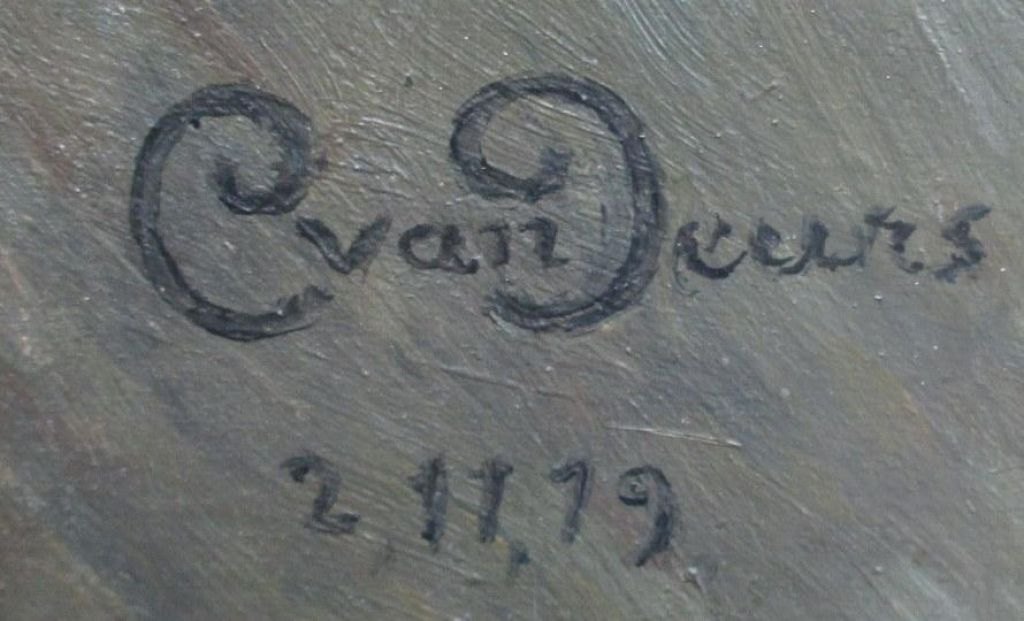 C van Deurs
2 11, 19